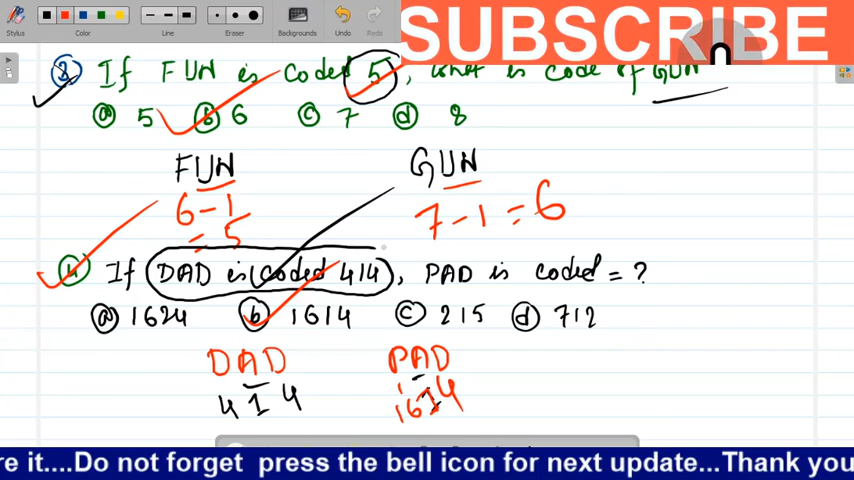 Stylus Color Line Eraser Backgrounds Undo Redo
SUBSCRIBE
③ If FUN is coded 5, what is code of GUN
ⓐ 5 ⓑ 6 ⓒ 7 ⓓ 8
FUN GUN
6-1 7-1 = 6
= 5
④ If DAD is coded 414, PAD is coded = ?
ⓐ 1624 ⓑ 1614 ⓒ 215 ⓓ 712
DAD PAD
4 1 4 1614
re it....Do not forget press the bell icon for next update...Thank you